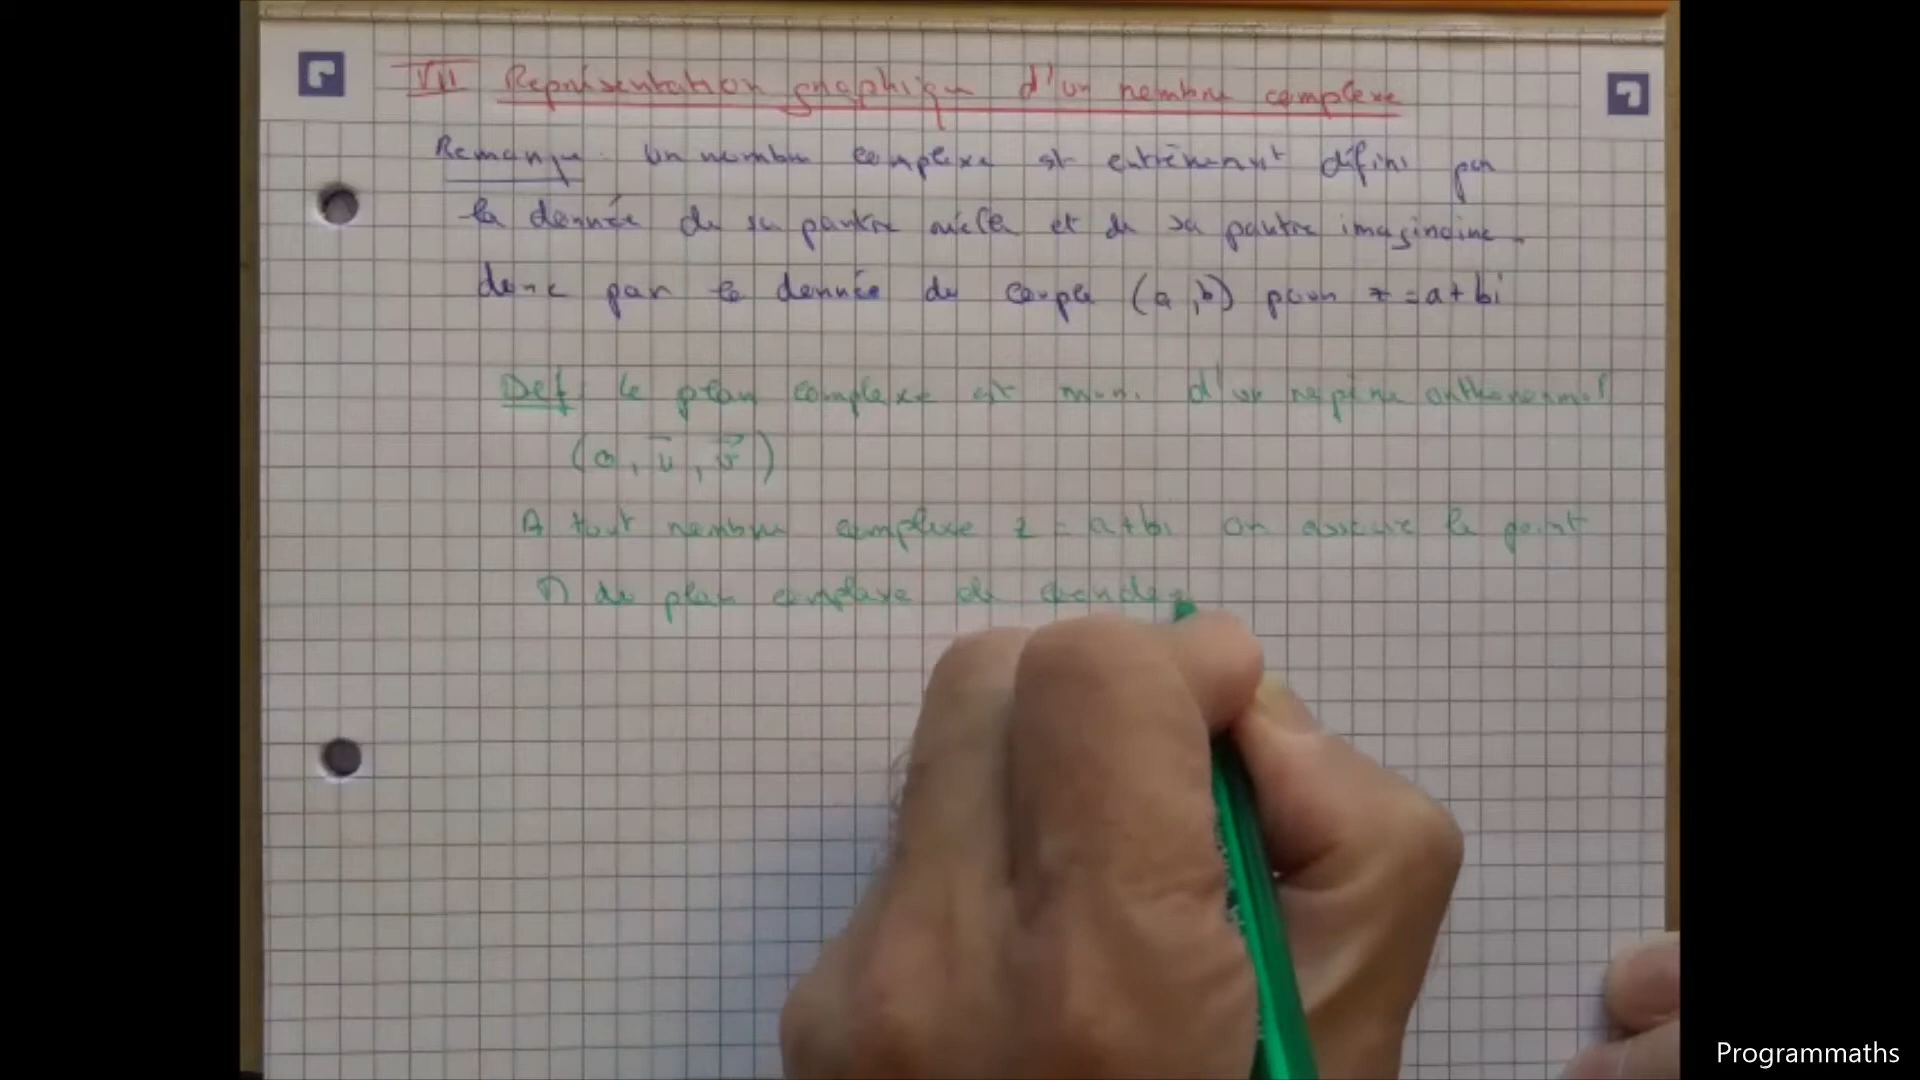 VII Représentation graphique d'un nombre complexe
Remarque: Un nombre complexe est entièrement défini par
la donnée de sa partie réelle et de sa partie imaginaire.
donc par la donnée du couple (a,b) pour z = a + bi
Def: Le plan complexe est muni d'un repère orthonormal
(O, u⃗, v⃗)
A tout nombre complexe z = a + bi on associe le point
M du plan complexe de
Programmaths